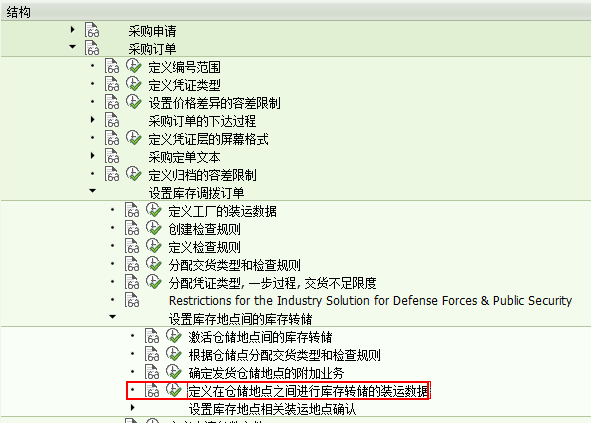 结构
采购申请
采购订单
定义编号范围
定义凭证类型
设置价格差异的容差限制
采购订单的下达过程
定义凭证层的屏幕格式
采购定单文本
定义归档的容差限制
设置库存调拨订单
定义工厂的装运数据
创建检查规则
定义检查规则
分配交货类型和检查规则
分配凭证类型, 一步过程, 交货不足限度
Restrictions for the Industry Solution for Defense Forces & Public Security
设置库存地点间的库存转储
激活仓储地点间的库存转储
根据仓储点分配交货类型和检查规则
确定发货仓储地点的附加业务
定义在仓储地点之间进行库存转储的装运数据
设置库存地点相关装运地点确认